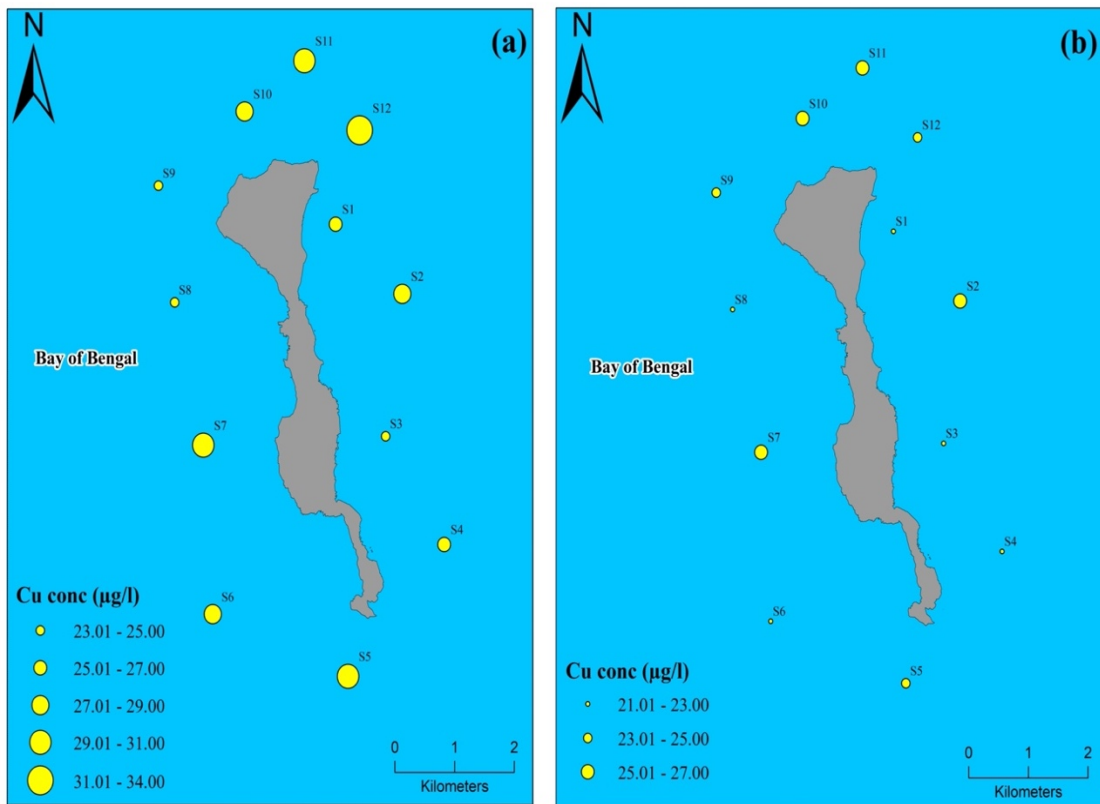 N
(a)
S11
S10
S12
S9
S1
S2
S8
Bay of Bengal
S7
S3
S4
S6
S5
Cu conc (µg/l)
23.01 - 25.00
25.01 - 27.00
27.01 - 29.00
29.01 - 31.00
31.01 - 34.00
0 1 2
Kilometers
N
(b)
S11
S10
S12
S9
S1
S2
S8
Bay of Bengal
S7
S3
S4
S6
S5
Cu conc (µg/l)
21.01 - 23.00
23.01 - 25.00
25.01 - 27.00
0 1 2
Kilometers